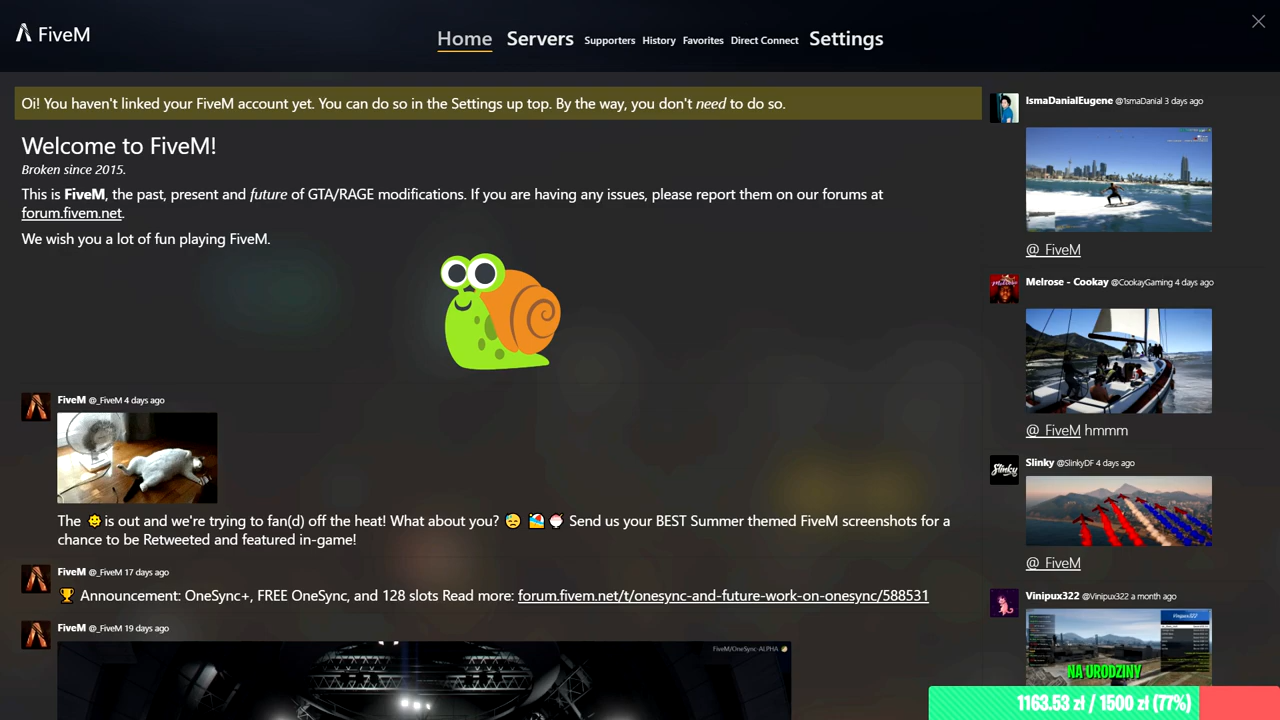 FiveM
Home Servers Supporters History Favorites Direct Connect Settings
Oi! You haven't linked your FiveM account yet. You can do so in the Settings up top. By the way, you don't need to do so.
Welcome to FiveM!
Broken since 2015.
This is FiveM, the past, present and future of GTA/RAGE modifications. If you are having any issues, please report them on our forums at
forum.fivem.net.
We wish you a lot of fun playing FiveM.
FiveM @_FiveM 4 days ago
The is out and we're trying to fan(d) off the heat! What about you? Send us your BEST Summer themed FiveM screenshots for a
chance to be Retweeted and featured in-game!
FiveM @_FiveM 17 days ago
Announcement: OneSync+, FREE OneSync, and 128 slots Read more: forum.fivem.net/t/onesync-and-future-work-on-onesync/588531
FiveM @_FiveM 19 days ago
FiveM/OneSync-ALPHA
IsmaDanialEugene @1smaDanial 3 days ago
@_FiveM
Melrose - Cookay @CookayGaming 4 days ago
@_FiveM hmmm
Slinky @SlinkyDF 4 days ago
Slinky
@_FiveM
Vinipux322 @Vinipux322 a month ago
NA URODZINY
1163.53 zł / 1500 zł (77%)